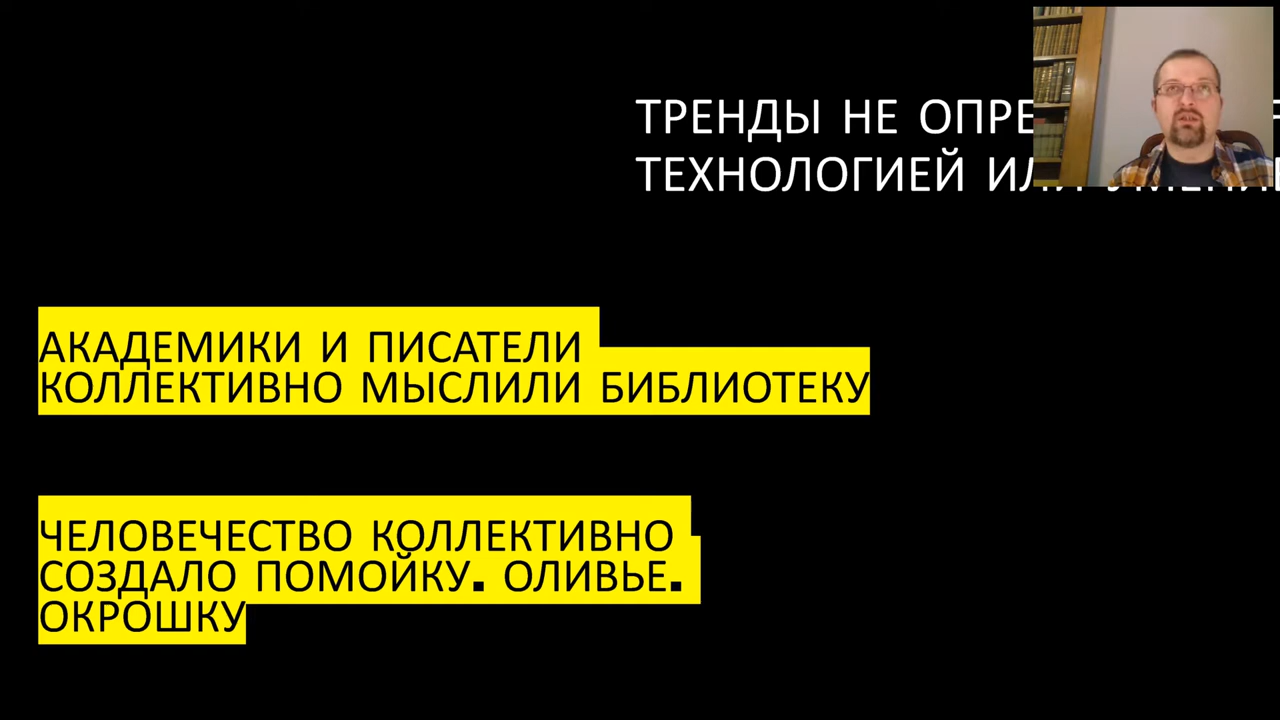 ТРЕНДЫ НЕ
ТЕХНОЛОГИЕЙ
АКАДЕМИКИ И ПИСАТЕЛИ
КОЛЛЕКТИВНО МЫСЛИЛИ БИБЛИОТЕКУ
ЧЕЛОВЕЧЕСТВО КОЛЛЕКТИВНО
СОЗДАЛО ПОМОЙКУ. ОЛИВЬЕ.
ОКРОШКУ